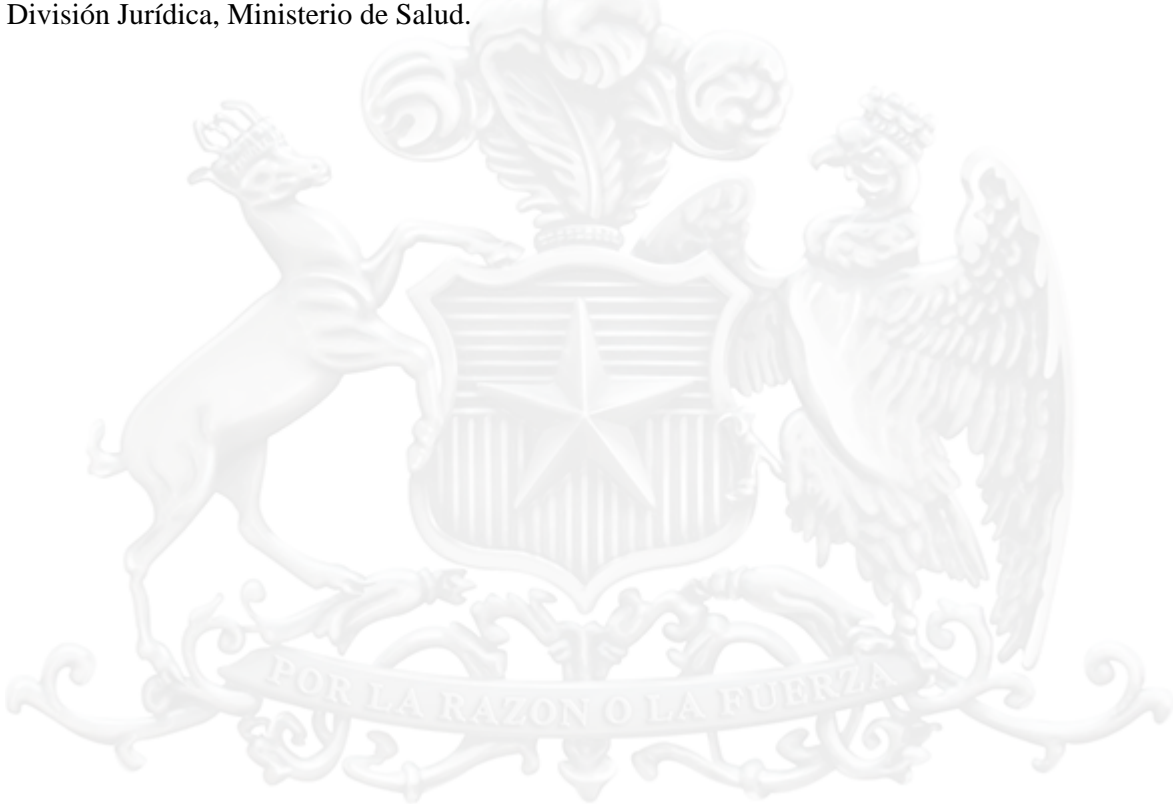 División Jurídica, Ministerio de Salud.
POR LA RAZON O LA FUERZA